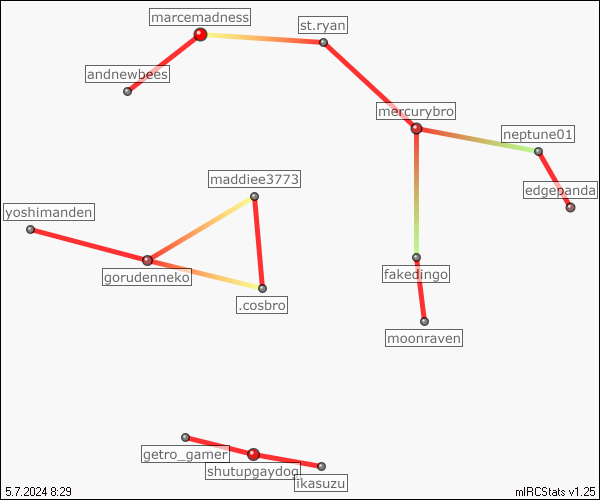 marcemadness
st.ryan
andnewbees
mercurybro
neptune01
maddiee3773
edgepanda
yoshimanden
gorudenneko
fakedingo
.cosbro
moonraven
getro_gamer
shutupgaydog
ikasuzu
5.7.2024 8:29
mIRCStats v1.25